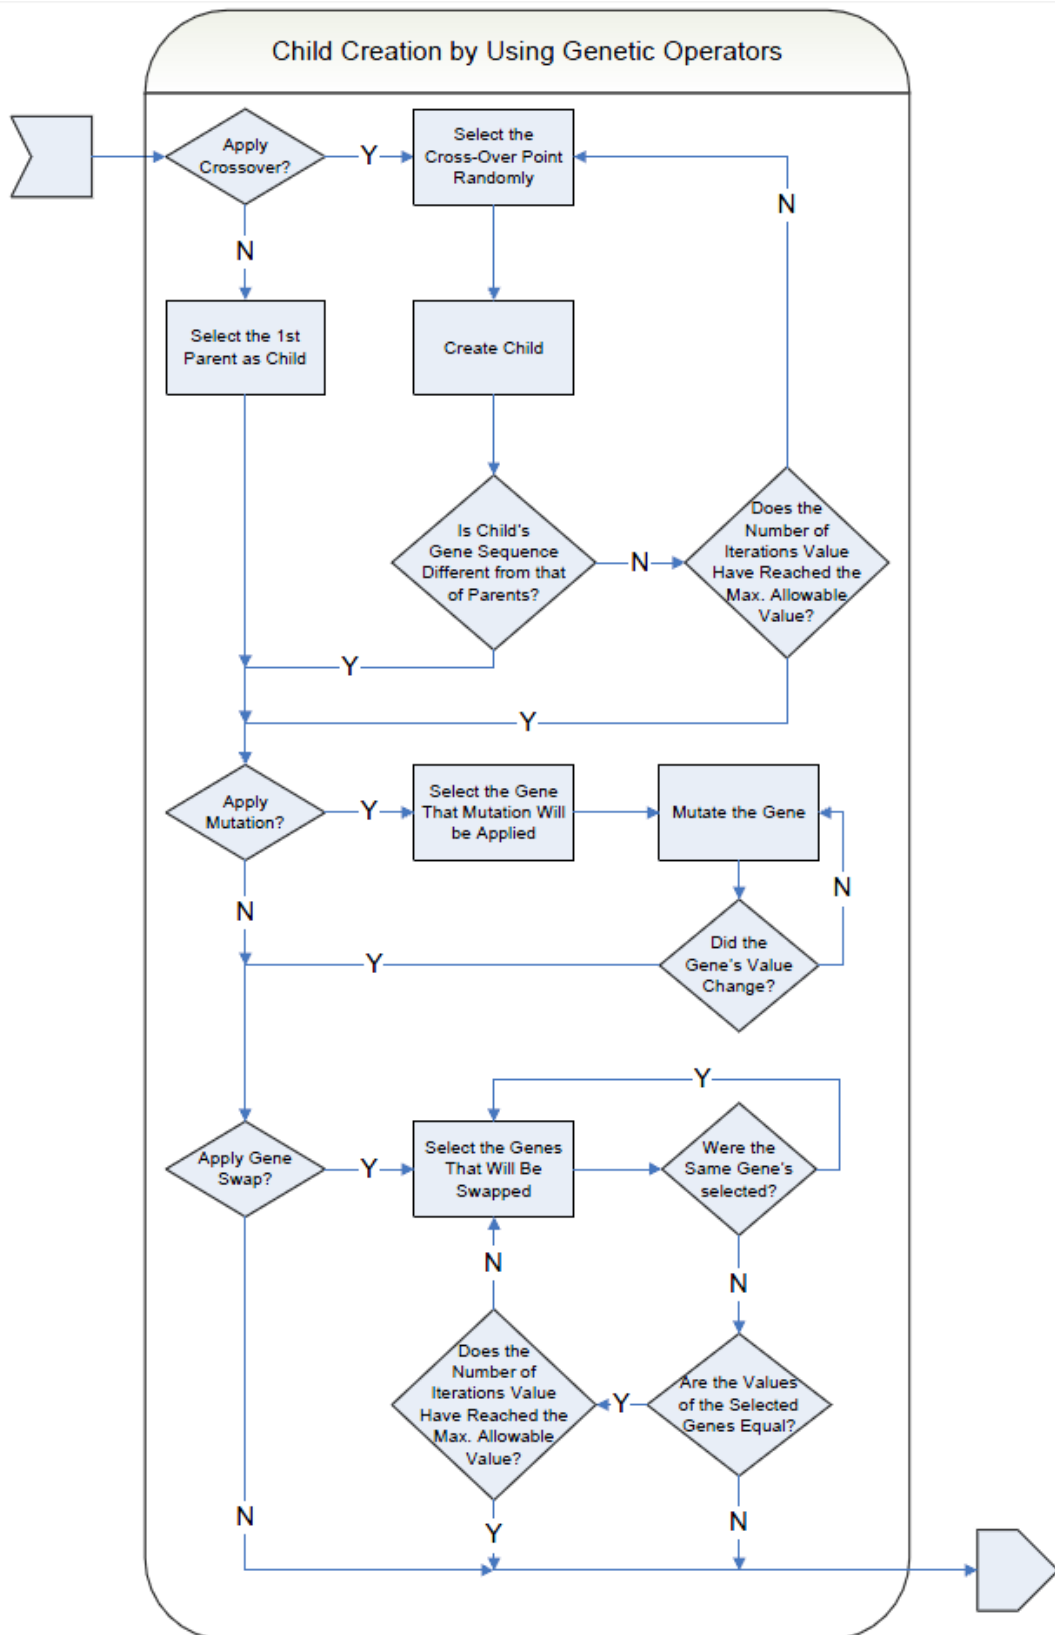 Child Creation by Using Genetic Operators
Apply
Crossover?
Y
Select the
Cross-Over Point
Randomly
N
N
Select the 1st
Parent as Child
Create Child
Is Child's
Gene Sequence
Different from that
of Parents?
N
Does the
Number of
Iterations Value
Have Reached the
Max. Allowable
Value?
Y
Y
Apply
Mutation?
Y
Select the Gene
That Mutation Will
be Applied
Mutate the Gene
N
N
Did the
Gene's Value
Change?
Y
Y
Apply Gene
Swap?
Y
Select the Genes
That Will Be
Swapped
Were the
Same Gene's
selected?
N
N
Does the
Number of
Iterations Value
Have Reached the
Max. Allowable
Value?
Y
Are the Values
of the Selected
Genes Equal?
N
Y
N